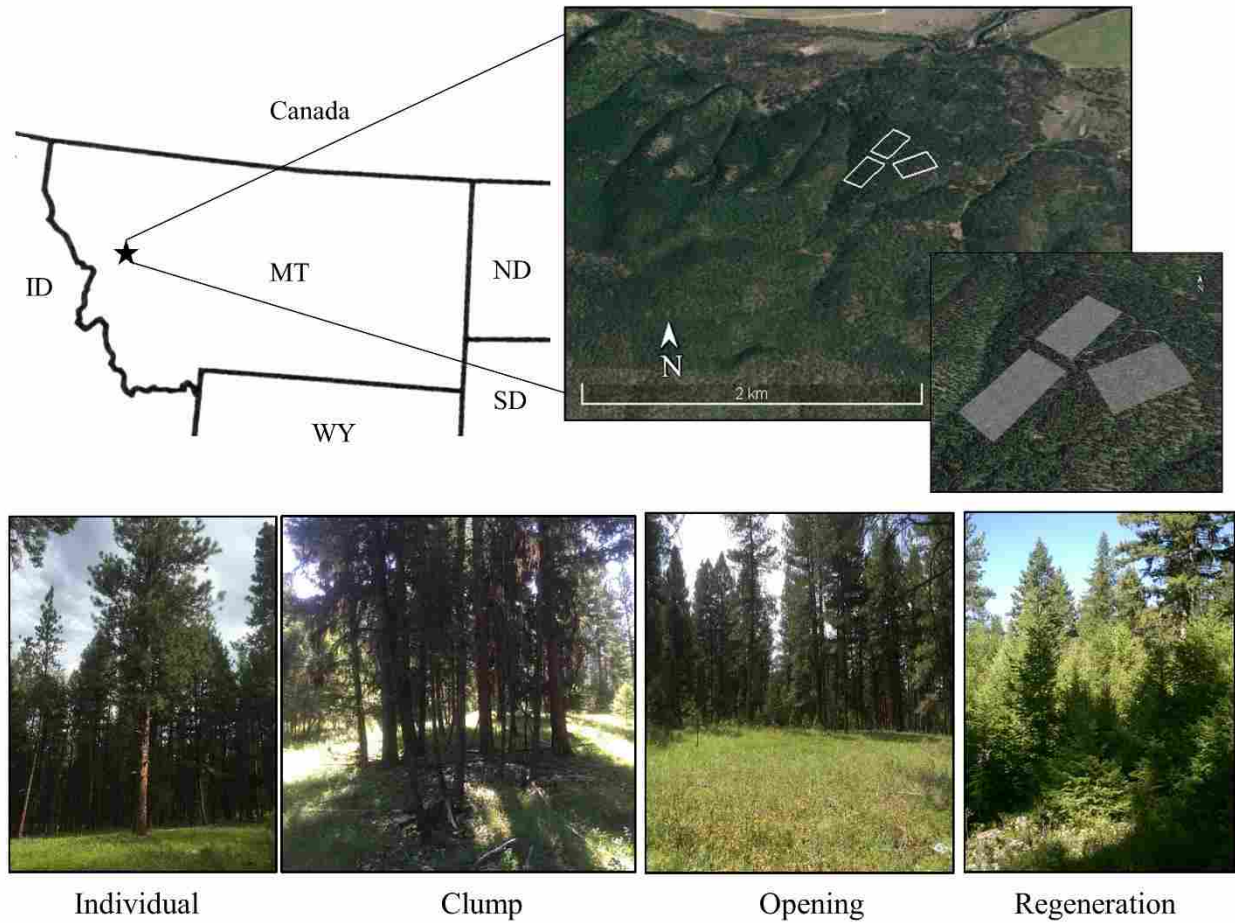 Canada
ID
MT
ND
SD
WY
N
2 km
N
Individual
Clump
Opening
Regeneration